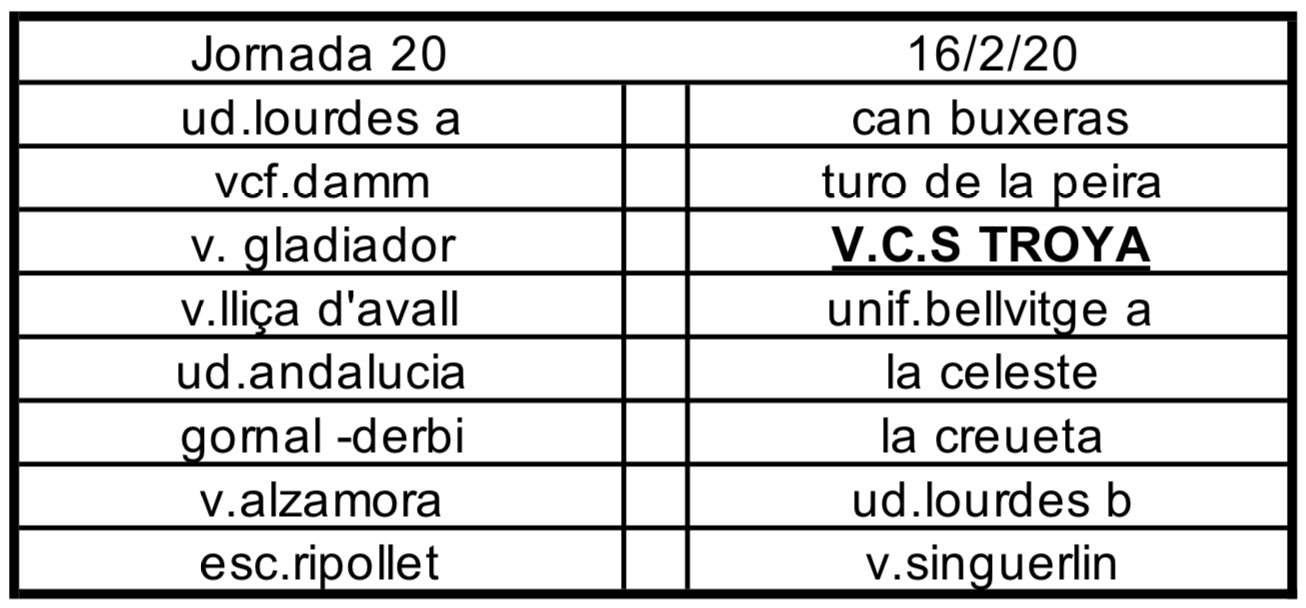 Jornada 20 16/2/20
ud.lourdes a can buxeras
vcf.damm turo de la peira
v. gladiador V.C.S TROYA
v.lliça d'avall unif.bellvitge a
ud.andalucia la celeste
gornal -derbi la creueta
v.alzamora ud.lourdes b
esc.ripollet v.singuerlin